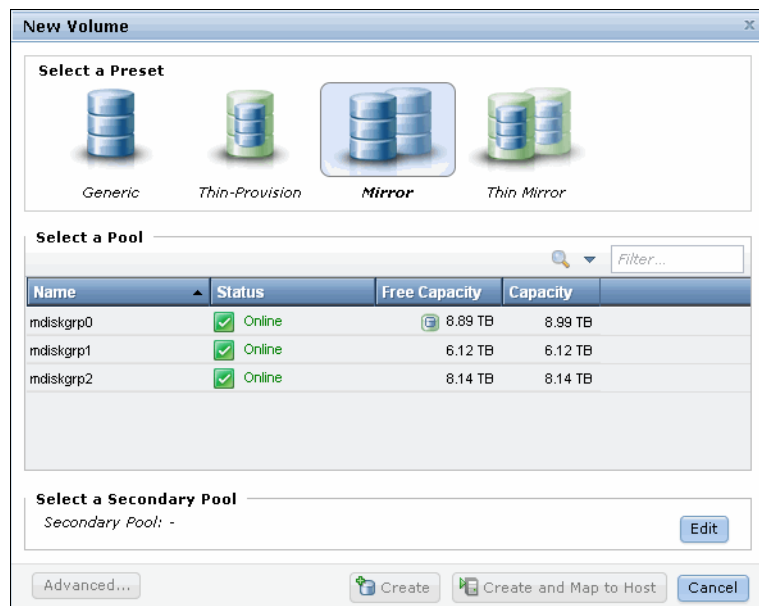 New Volume
x
Select a Preset
Generic Thin-Provision Mirror Thin Mirror
Select a Pool
Filter...
Name Status Free Capacity Capacity
mdiskgrp0 Online 8.89 TB 8.99 TB
mdiskgrp1 Online 6.12 TB 6.12 TB
mdiskgrp2 Online 8.14 TB 8.14 TB
Select a Secondary Pool
Secondary Pool: -
Edit
Advanced... Create Create and Map to Host Cancel